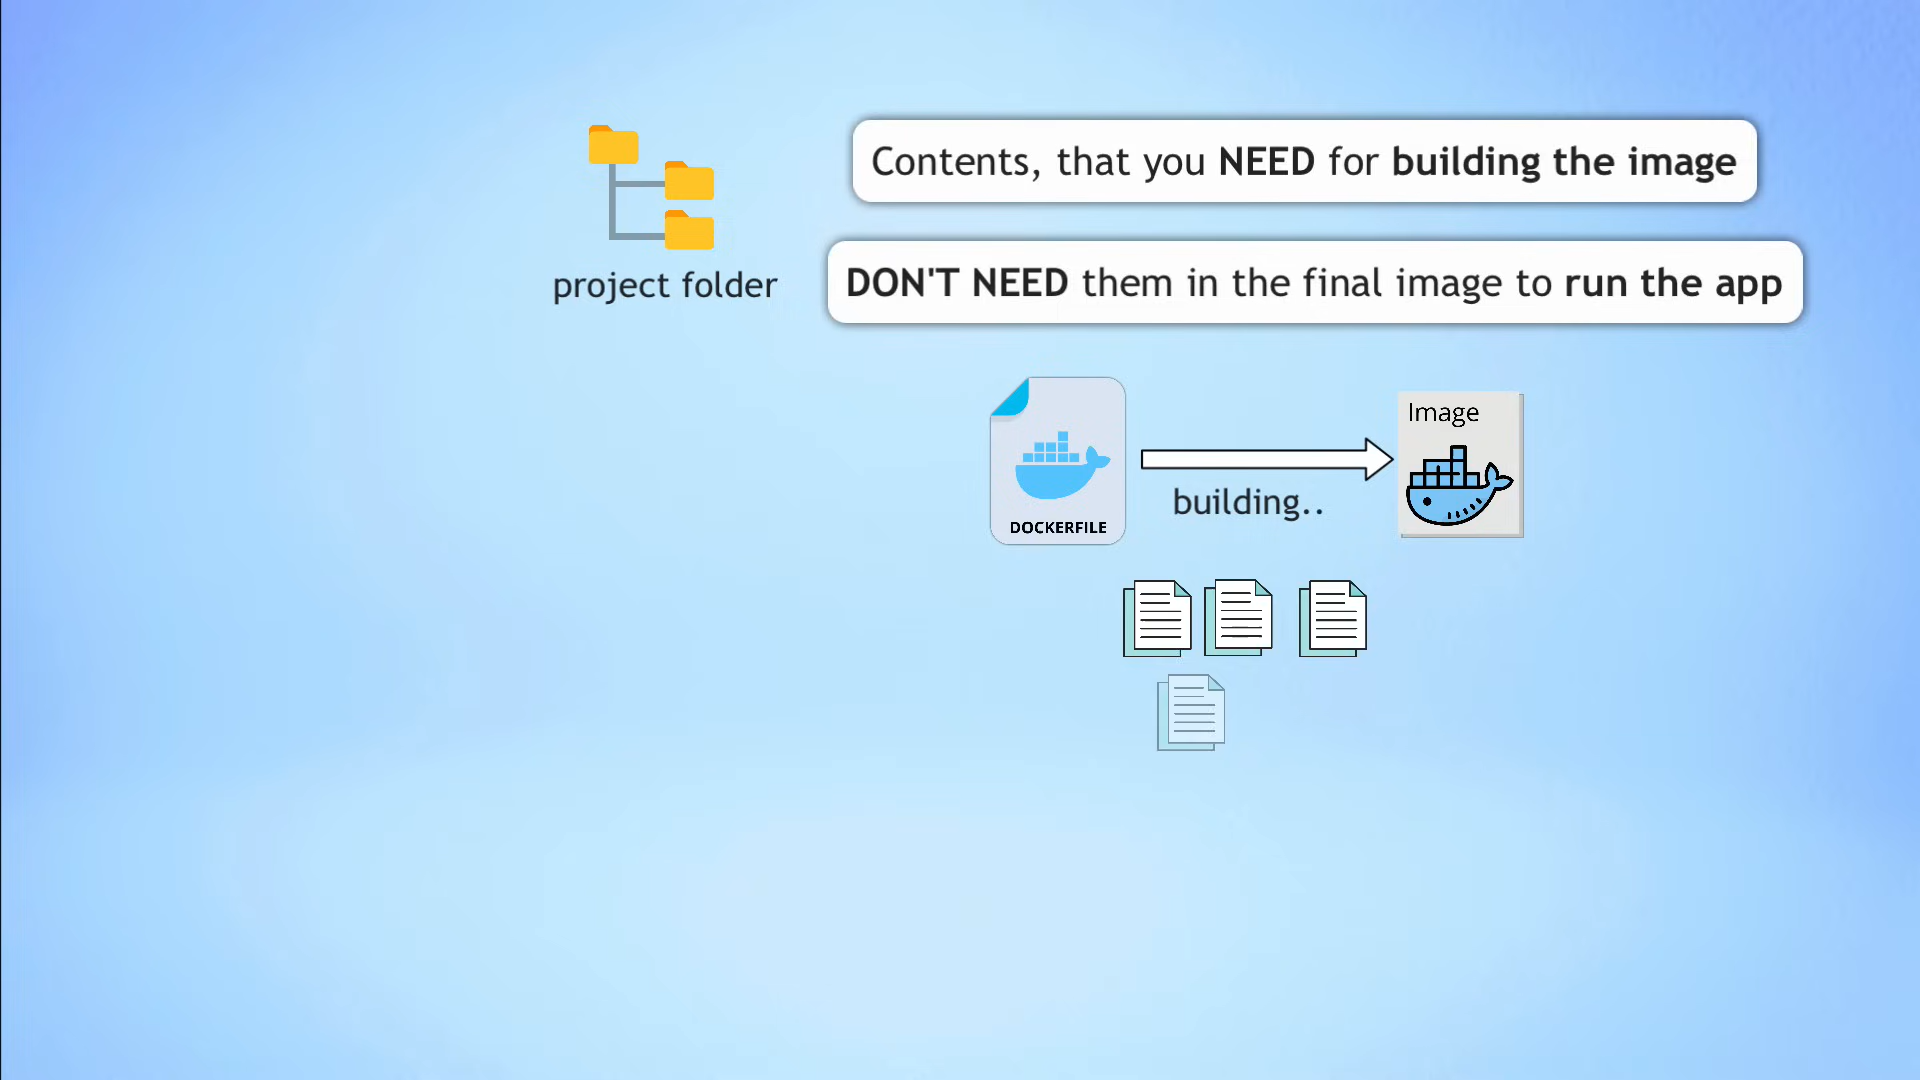 Contents, that you NEED for building the image
project folder
DON'T NEED them in the final image to run the app
DOCKERFILE
building..
Image